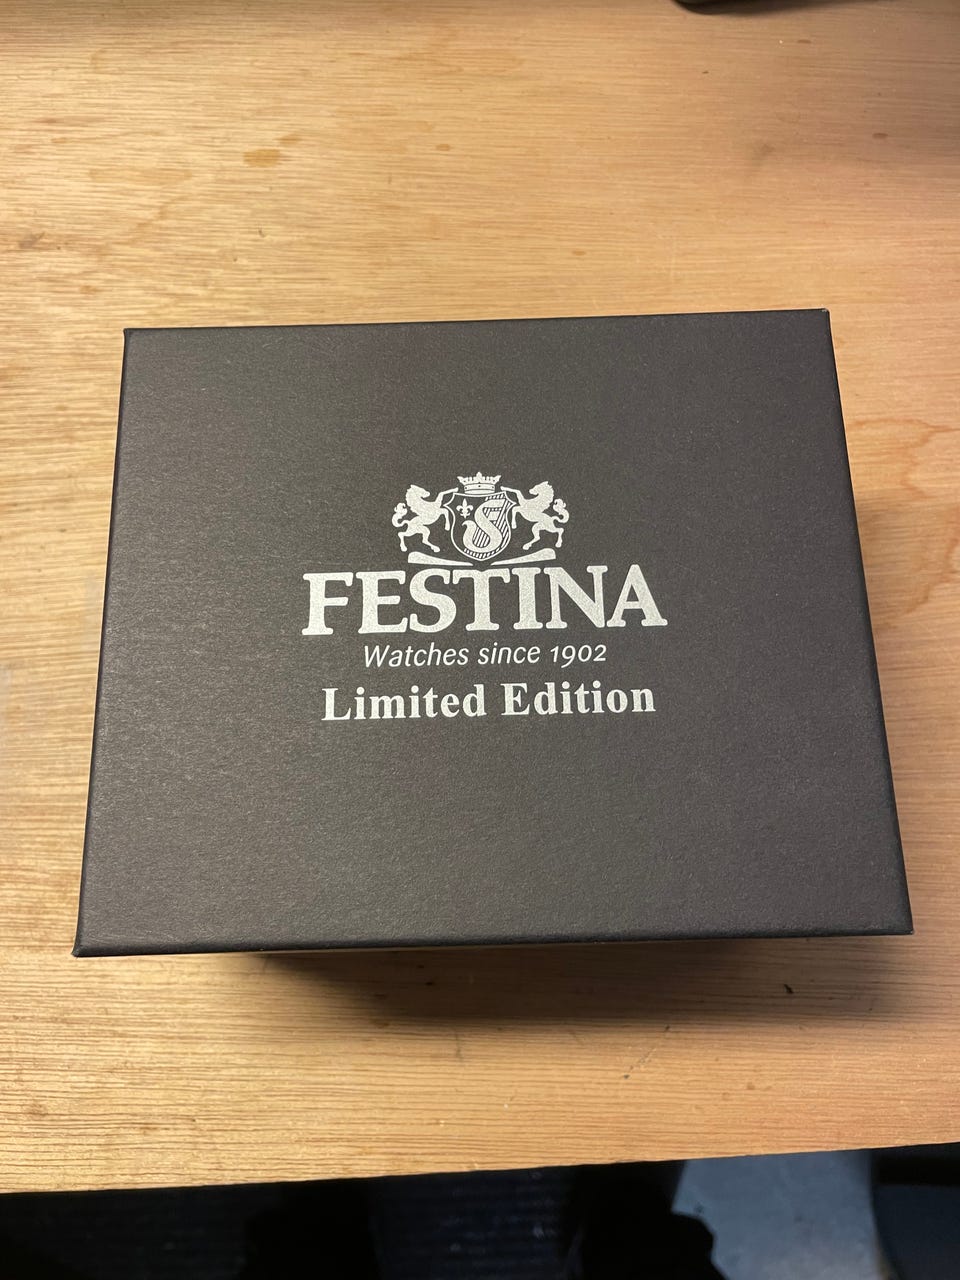 FESTINA
Watches since 1902
Limited Edition